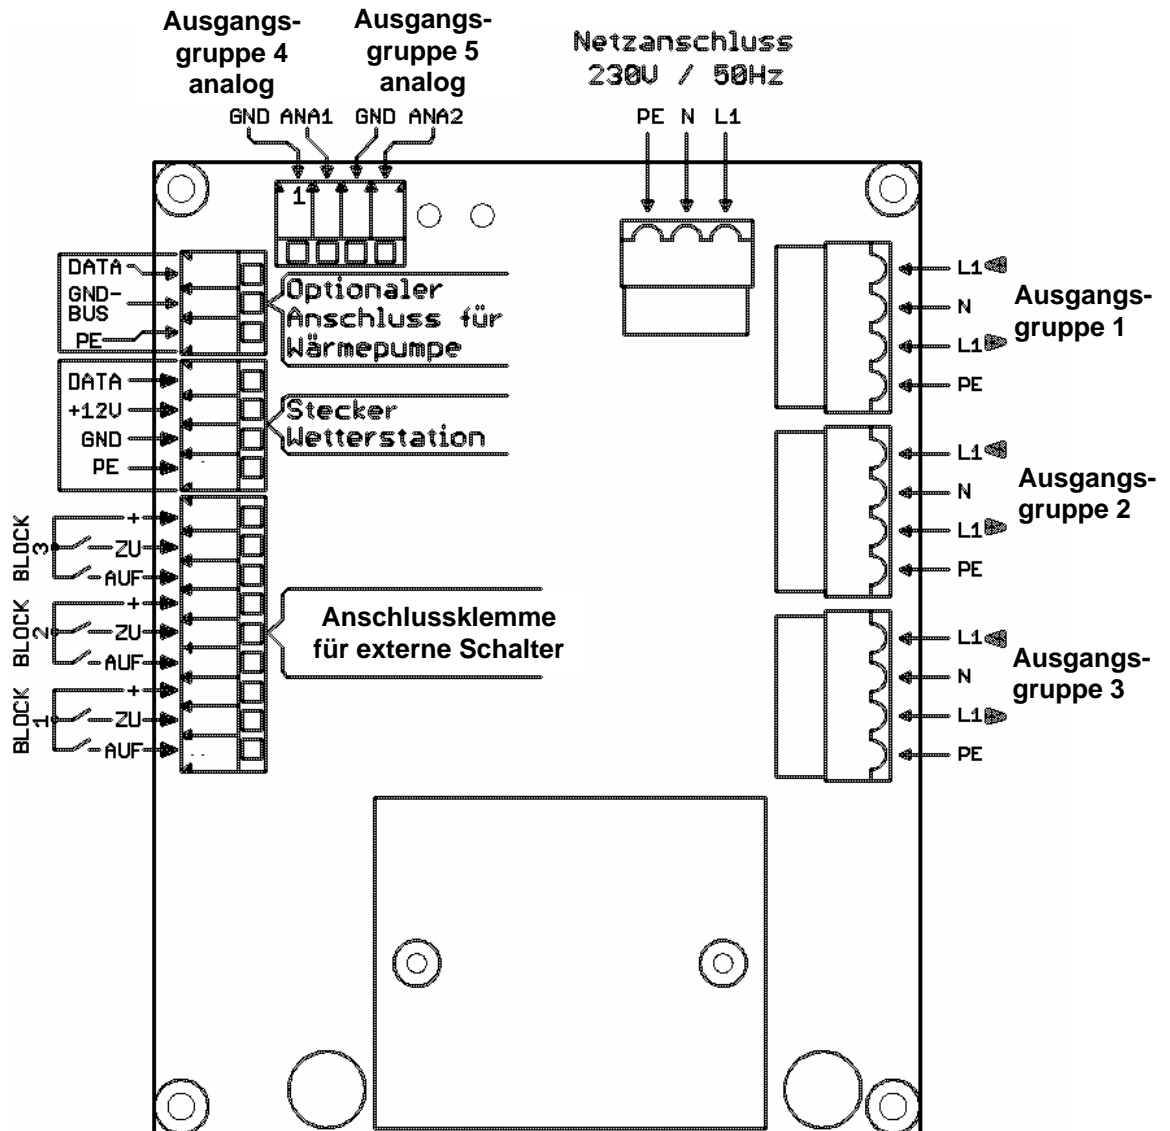 Ausgangs-
gruppe 4
analog
Ausgangs-
gruppe 5
analog
Netzanschluss
230V / 50Hz
GND ANA1 GND ANA2
PE N L1
1
DATA
GND-
BUS
PE
Optionaler
Anschluss für
Wärmepumpe
DATA
+12V
GND
PE
Stecker
Wetterstation
BLOCK
3
+
ZU
AUF
BLOCK
2
+
ZU
AUF
BLOCK
1
+
ZU
AUF
Anschlussklemme
für externe Schalter
L1
N
L1
PE
Ausgangs-
gruppe 1
L1
N
L1
PE
Ausgangs-
gruppe 2
L1
N
L1
PE
Ausgangs-
gruppe 3